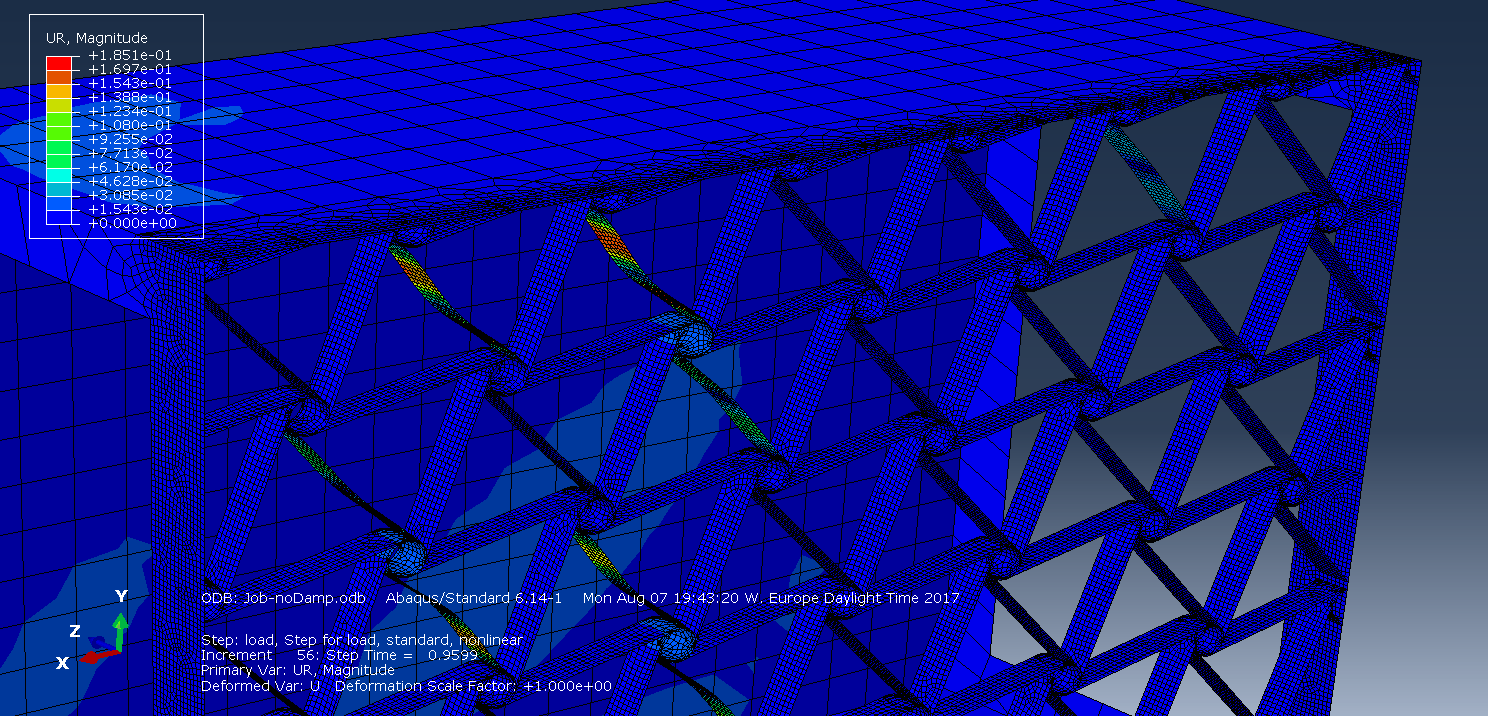 UR, Magnitude
+1.851e-01
+1.697e-01
+1.543e-01
+1.388e-01
+1.234e-01
+1.080e-01
+9.255e-02
+7.713e-02
+6.170e-02
+4.628e-02
+3.085e-02
+1.543e-02
+0.000e+00
Y
Z
X
ODB: Job-noDamp.odb Abaqus/Standard 6.14-1 Mon Aug 07 19:43:20 W. Europe Daylight Time 2017
Step: load, Step for load, standard, nonlinear
Increment 56: Step Time = 0.9599
Primary Var: UR, Magnitude
Deformed Var: U Deformation Scale Factor: +1.000e+00